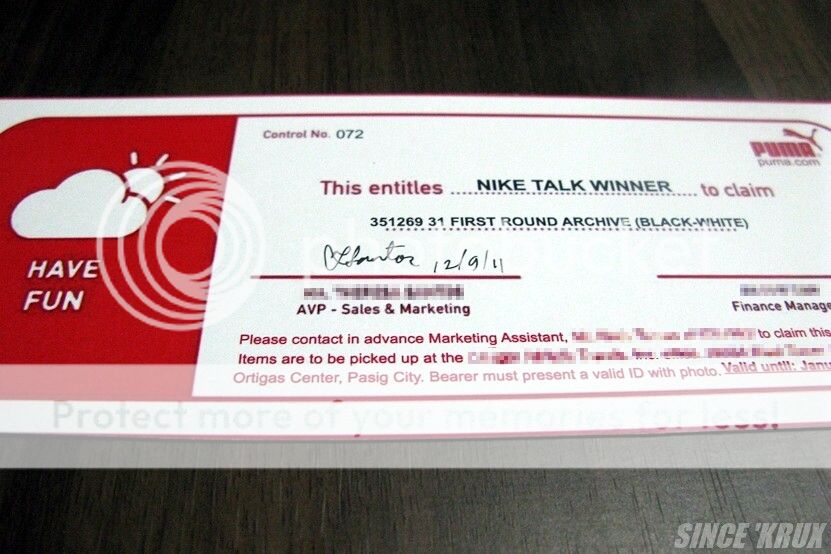 Control No. 072
PUMA
puma.com
This entitles NIKE TALK WINNER to claim
351269 31 FIRST ROUND ARCHIVE (BLACK-WHITE)
12/9/11
HAVE
FUN
AVP - Sales & Marketing
Finance Manage
Please contact in advance Marketing Assistant, to claim this
Items are to be picked up at the
Ortigas Center, Pasig City. Bearer must present a valid ID with photo. Valid until: Janu
Protect more of your memories for less!
SINCE 'KRUX